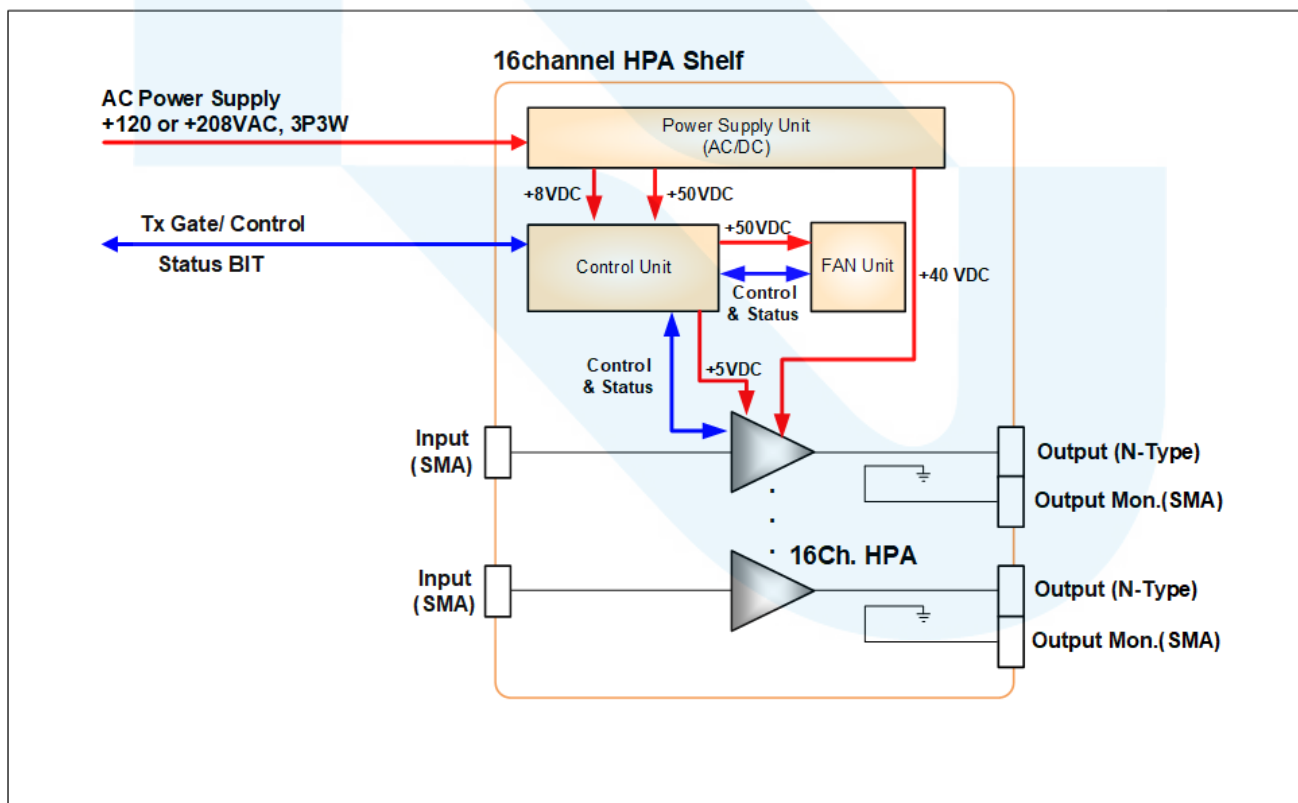 16channel HPA Shelf
AC Power Supply
+120 or +208VAC, 3P3W
Power Supply Unit
(AC/DC)
+8VDC
+50VDC
Tx Gate/ Control
Status BIT
Control Unit
+50VDC
FAN Unit
Control
& Status
+40 VDC
Control
& Status
+5VDC
Input
(SMA)
Output (N-Type)
Output Mon.(SMA)
16Ch. HPA
Input
(SMA)
Output (N-Type)
Output Mon.(SMA)